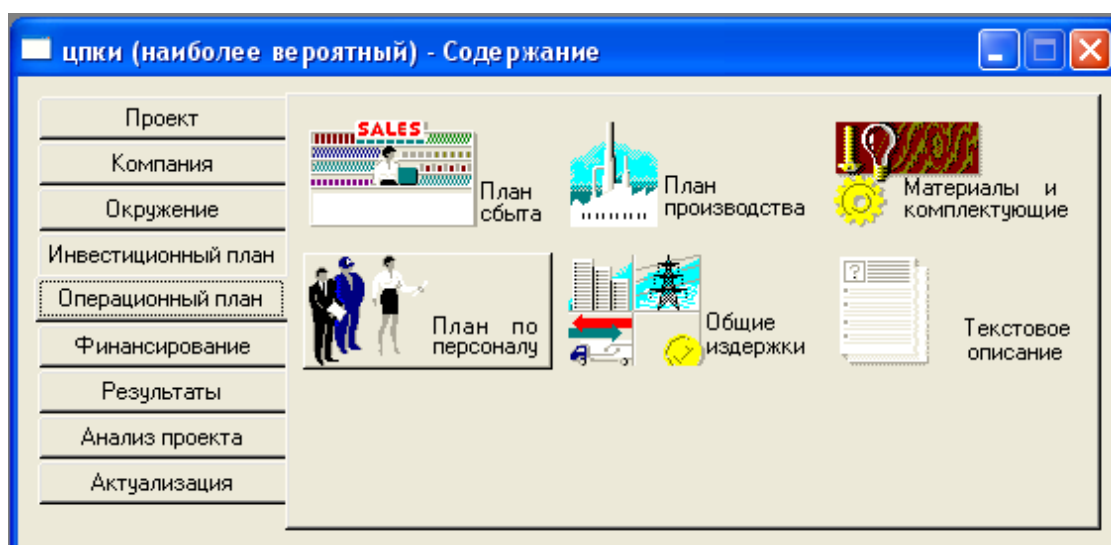 цпки (наиболее вероятный) - Содержание
Проект
Компания
Окружение
Инвестиционный план
Операционный план
Финансирование
Результаты
Анализ проекта
Актуализация
SALES
План
сбыта
План
производства
Материалы и
комплектующие
План по
персоналу
Общие
издержки
?
Текстовое
описание